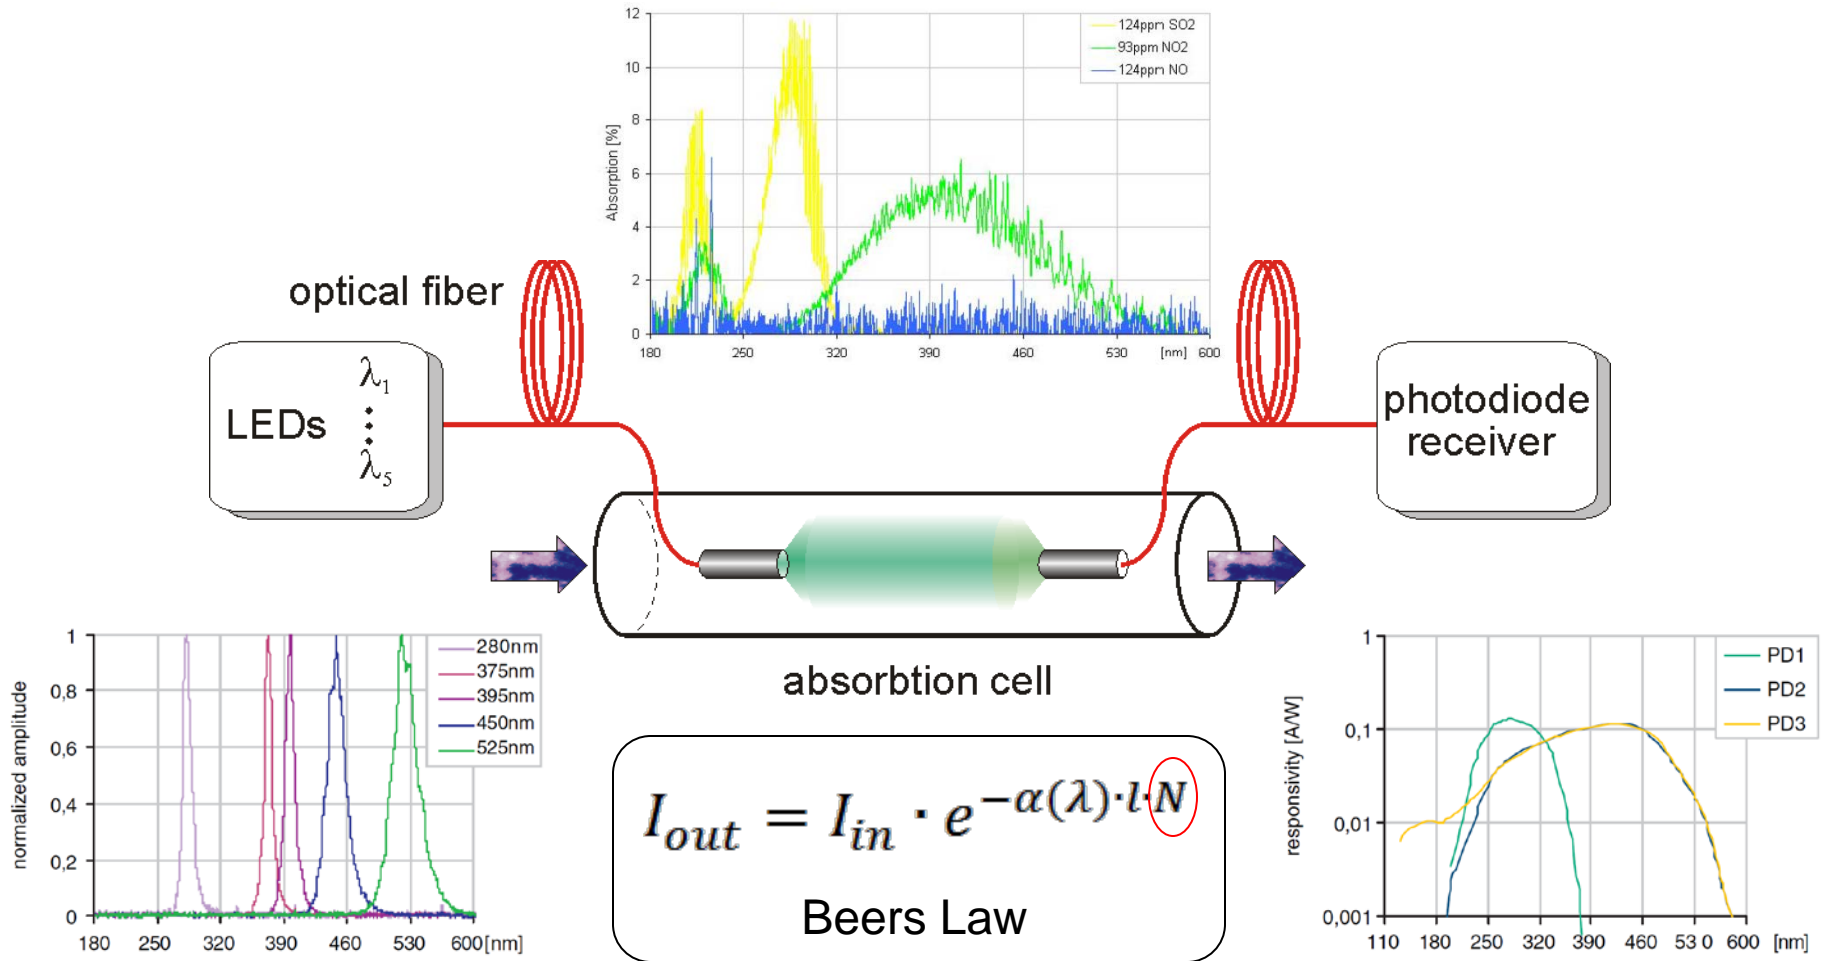 12
10
8
6
4
2
0
Absorption [%]
124ppm SO2
93ppm NO2
124ppm NO
180 250 320 390 460 530 [nm] 600
optical fiber
LEDs
λ1
λ5
photodiode
receiver
absorbtion cell
1
0,8
0,6
0,4
0,2
0
normalized amplitude
280nm
375nm
395nm
450nm
525nm
180 250 320 390 460 530 600[nm]
I_out = I_in · e^{-α(λ)·l·N}
Beers Law
1
0,1
0,01
0,001
responsivity [A/W]
PD1
PD2
PD3
110 180 250 320 390 460 53 0 600 [nm]